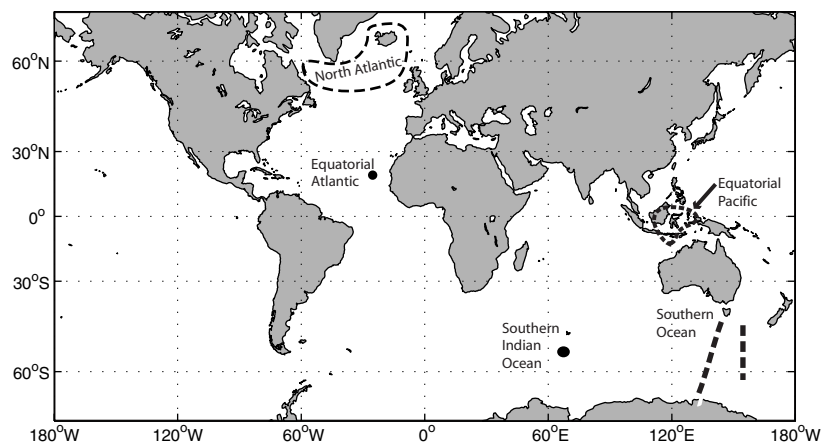 60°N
North Atlantic
30°N
Equatorial
Atlantic
Equatorial
Pacific
0°
30°S
Southern
Ocean
Southern
Indian
Ocean
60°S
180°W
120°W
60°W
0°
60°E
120°E
180°W